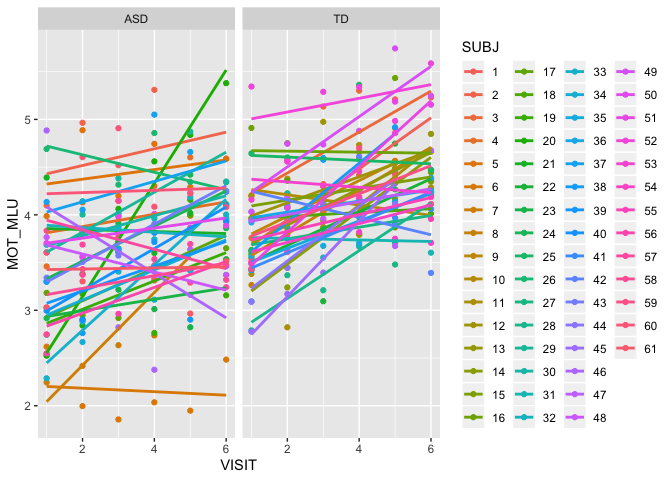 ASD TD
MOT_MLU
5
4
3
2
2 4 6 2 4 6
VISIT
SUBJ
1 17 33 49
2 18 34 50
3 19 35 51
4 20 36 52
5 21 37 53
6 22 38 54
7 23 39 55
8 24 40 56
9 25 41 57
10 26 42 58
11 27 43 59
12 28 44 60
13 29 45 61
14 30 46
15 31 47
16 32 48